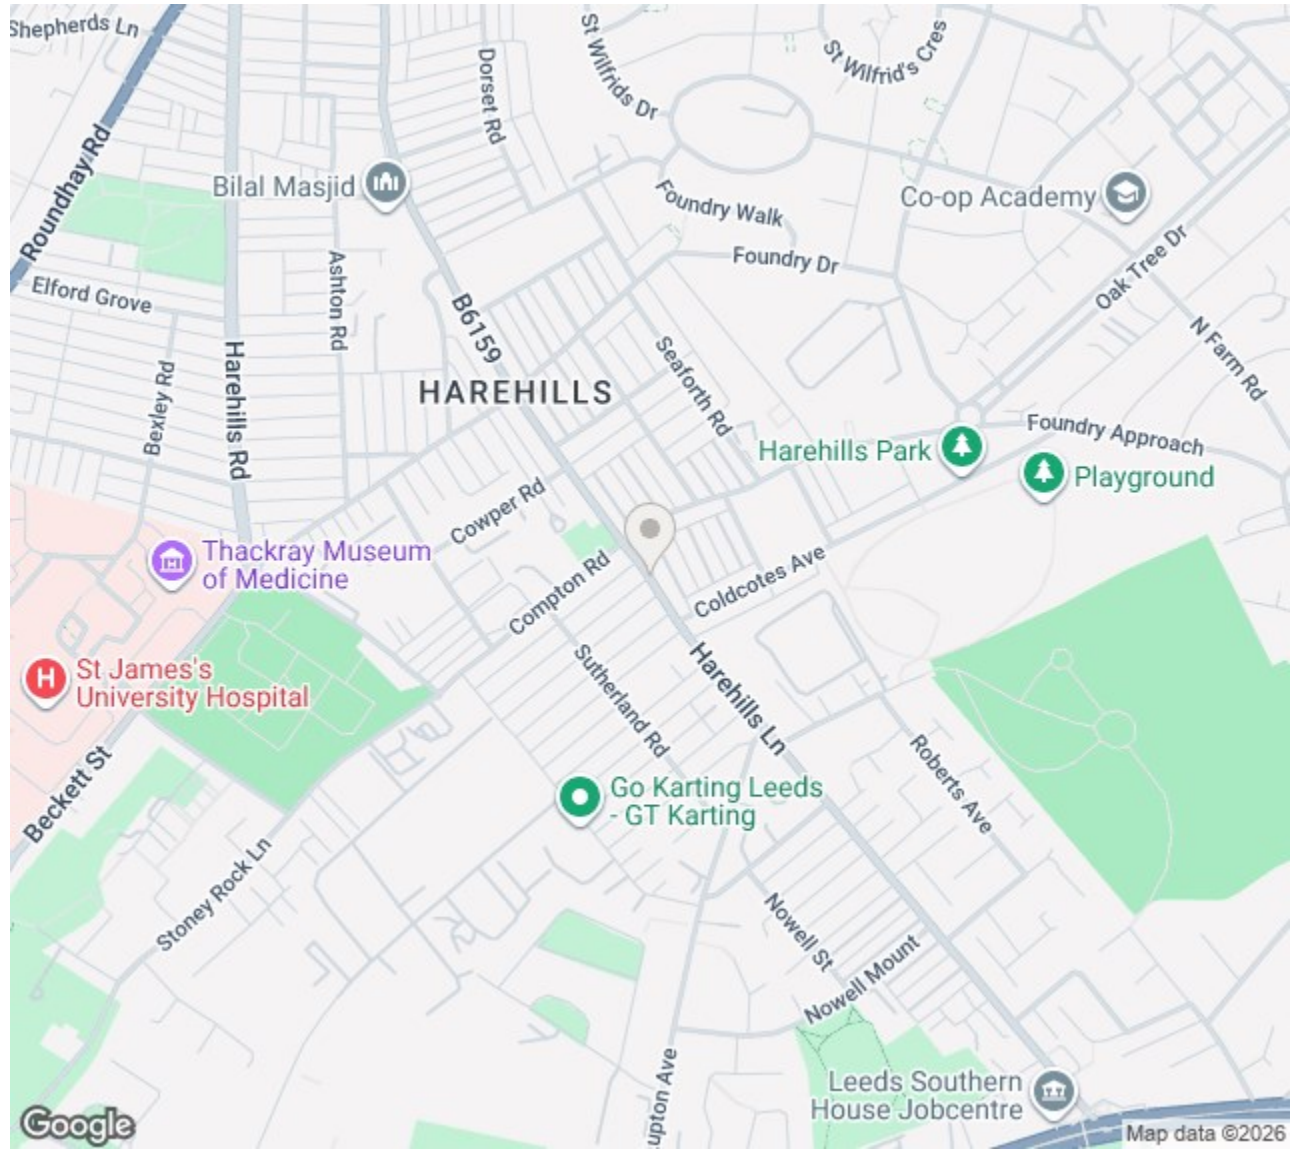 Shepherds Ln
Roundhay Rd
Dorset Rd
St Wilfrids Dr
St Wilfrid's Cres
Bilal Masjid
Co-op Academy
Foundry Walk
Foundry Dr
Oak Tree Dr
Elford Grove
Ashton Rd
B6159
N Farm Rd
Harehills Rd
Bexley Rd
Seaforth Rd
HAREHILLS
Harehills Park
Foundry Approach
Playground
Cowper Rd
Thackray Museum
of Medicine
Compton Rd
Coldcotes Ave
H
St James's
University Hospital
Sutherland Rd
Harehills Ln
Roberts Ave
Beckett St
Go Karting Leeds
- GT Karting
Stoney Rock Ln
Nowell St
Nowell Mount
upton Ave
Leeds Southern
House Jobcentre
Google
Map data ©2026